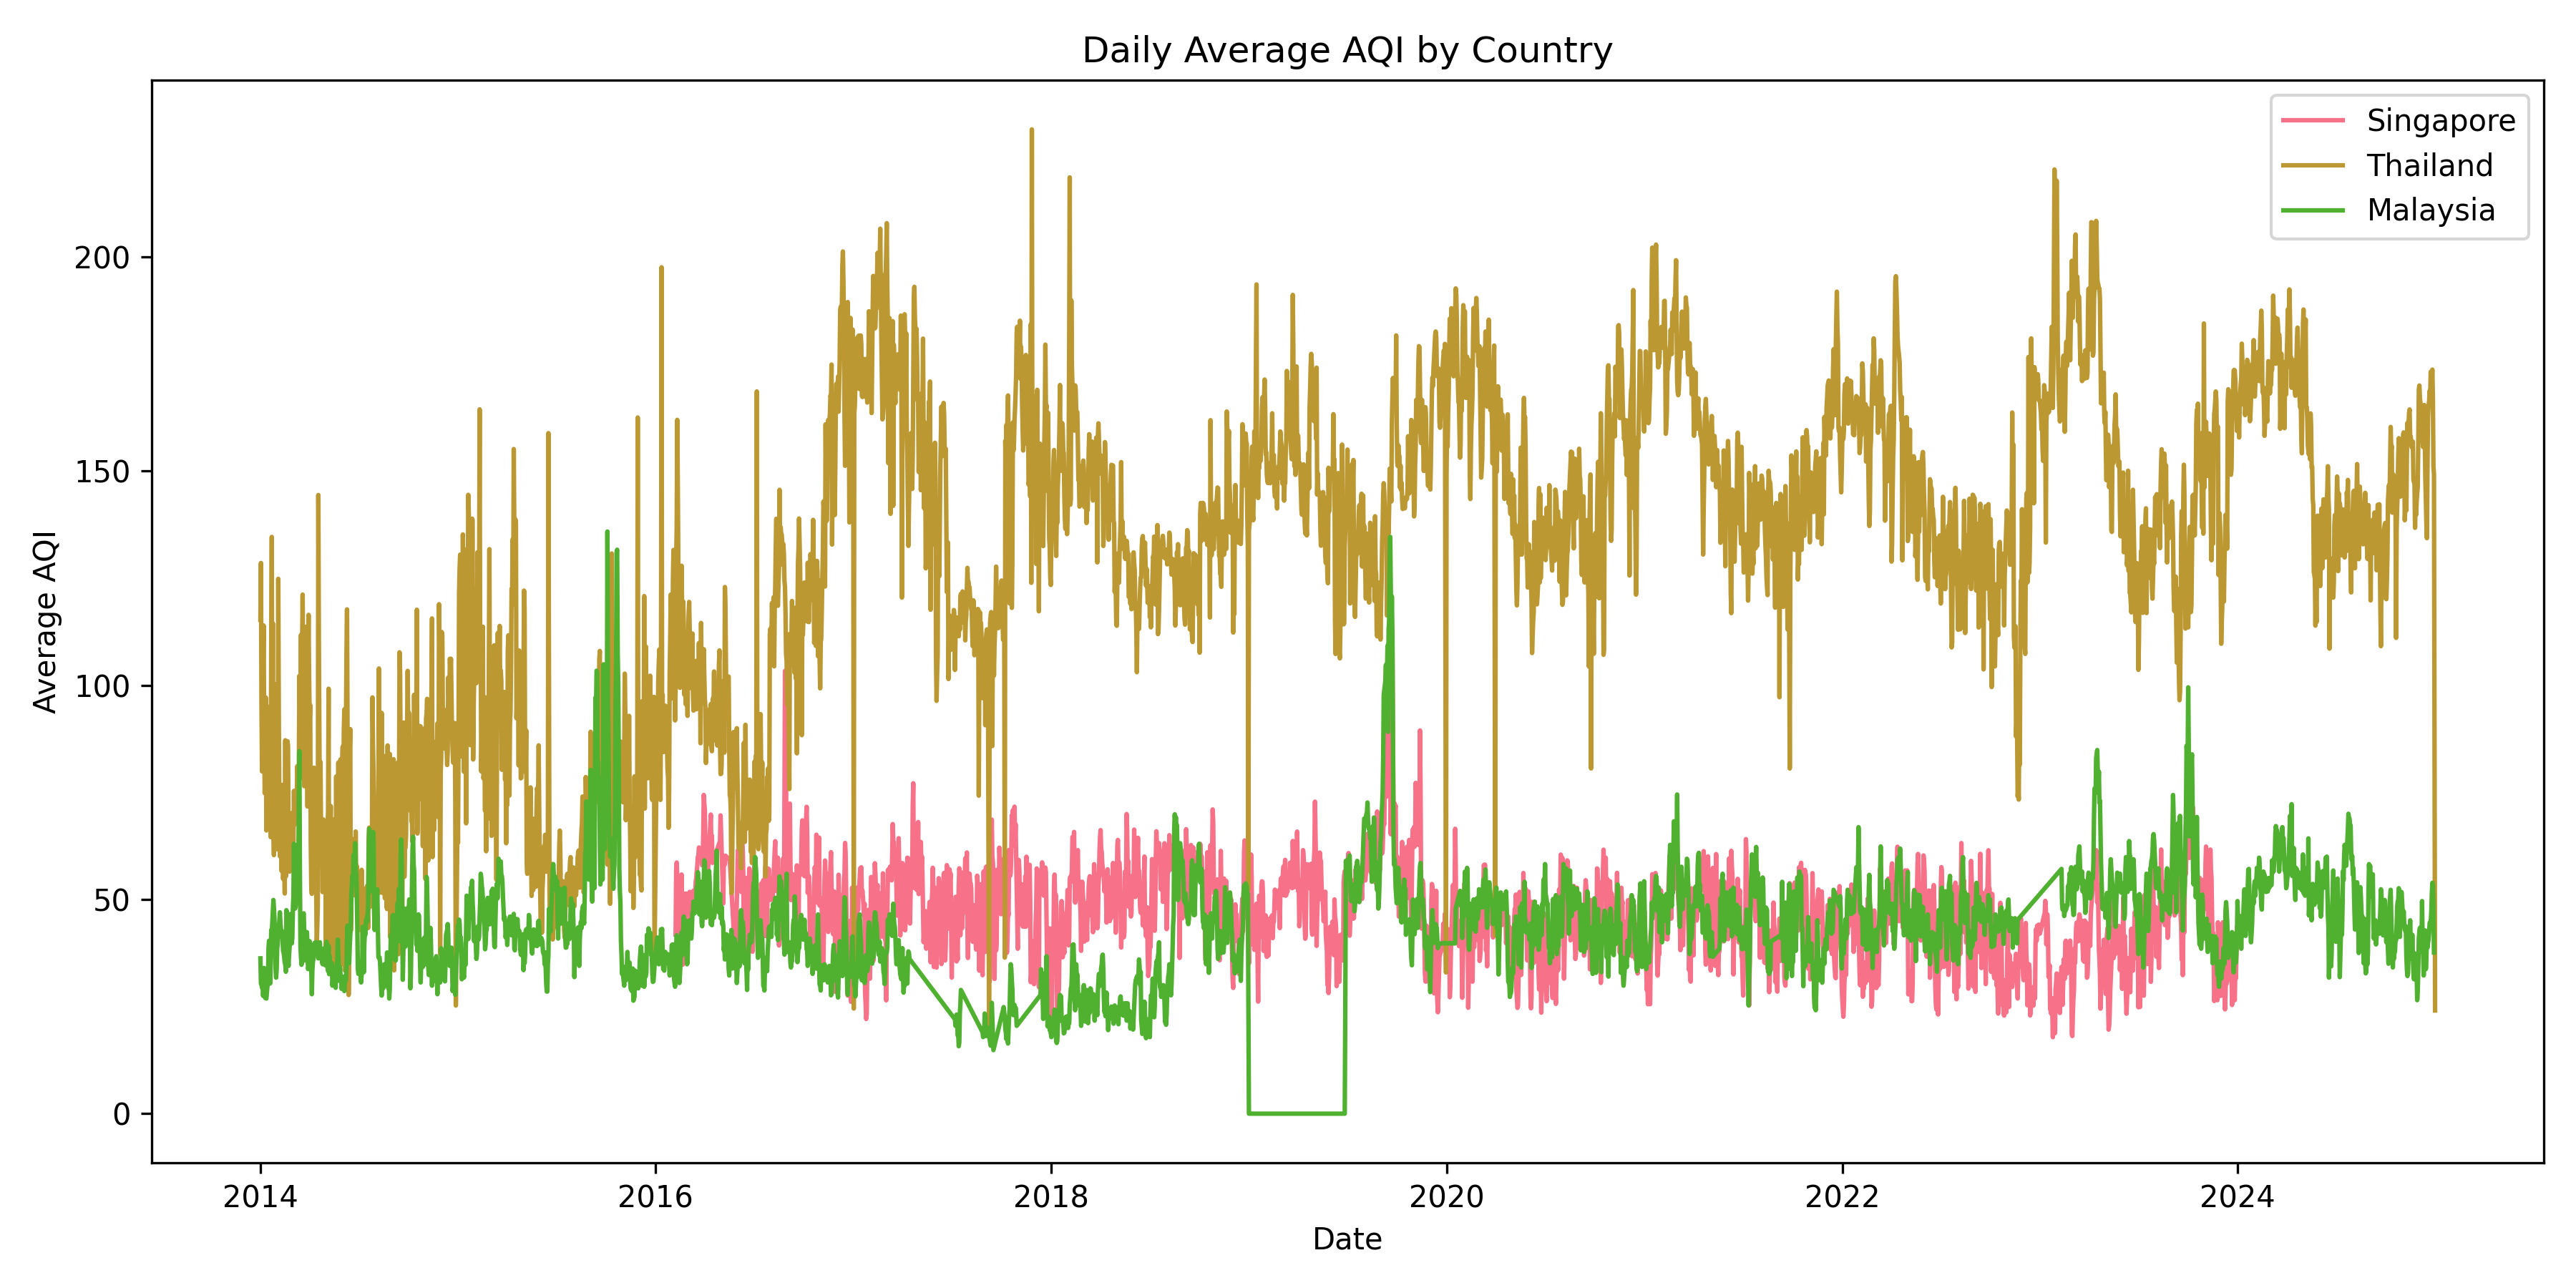 Daily Average AQI by Country
Singapore
Thailand
Malaysia
Average AQI
200
150
100
50
0
2014 2016 2018 2020 2022 2024
Date